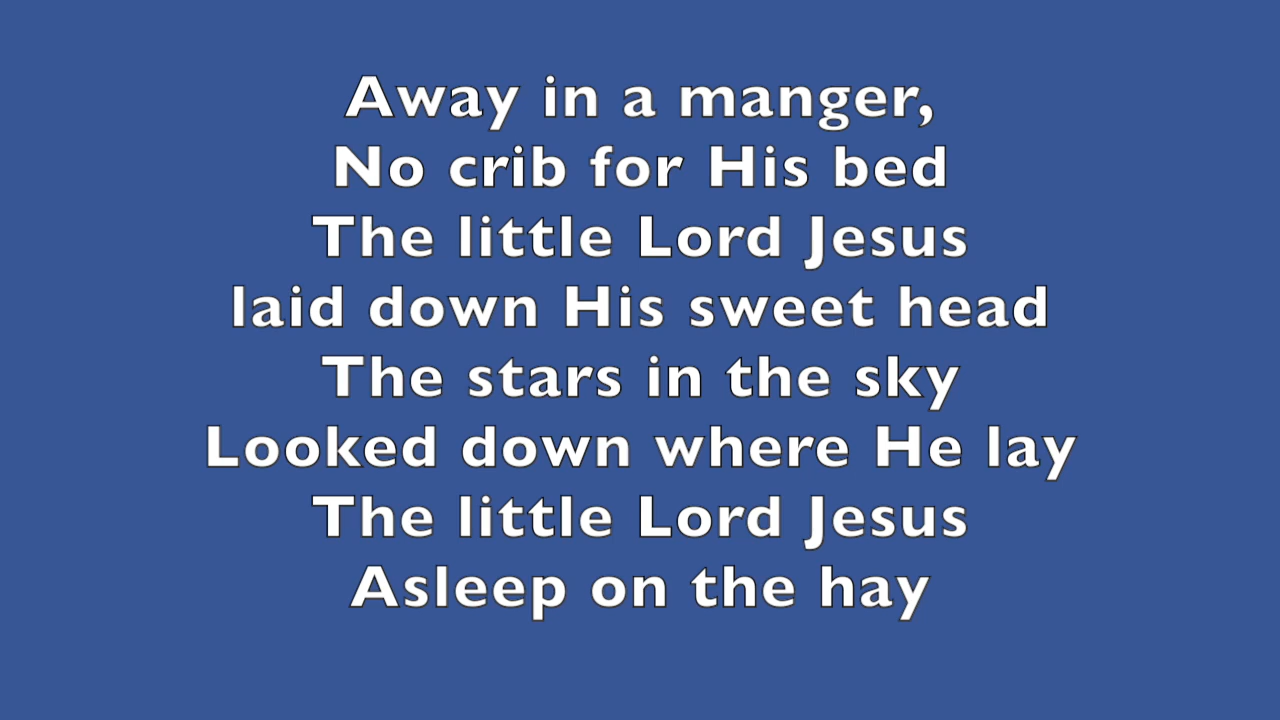 Away in a manger,
No crib for His bed
The little Lord Jesus
laid down His sweet head
The stars in the sky
Looked down where He lay
The little Lord Jesus
Asleep on the hay